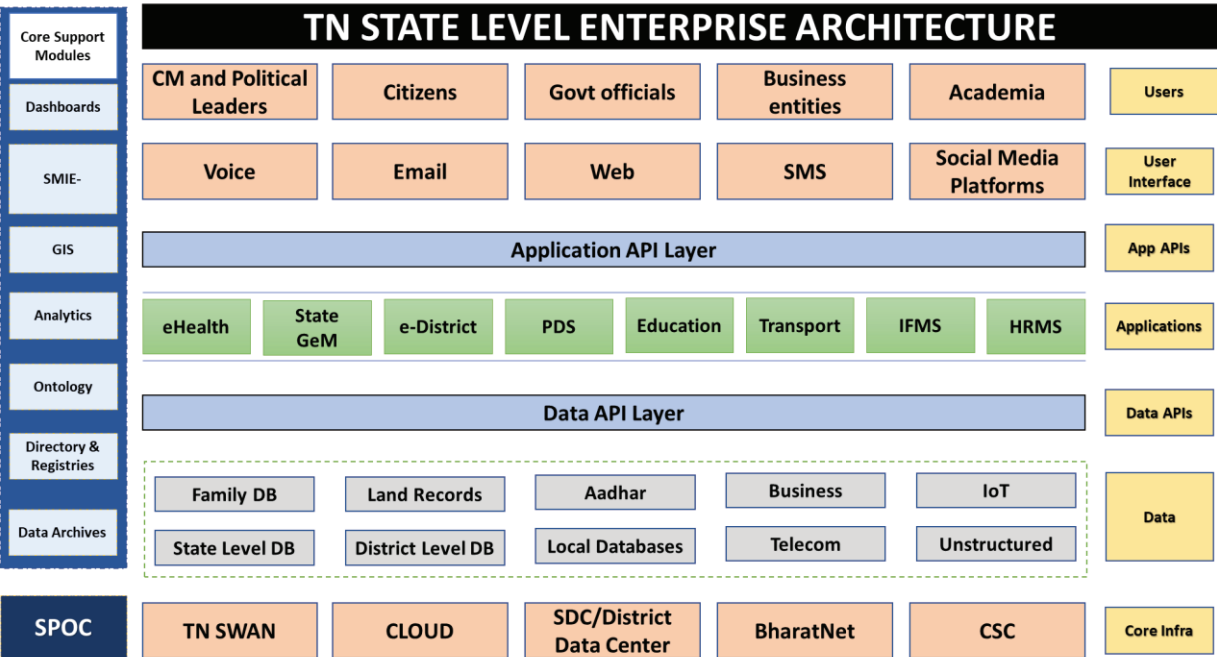 TN STATE LEVEL ENTERPRISE ARCHITECTURE
Core Support
Modules
Dashboards
SMIE-
GIS
Analytics
Ontology
Directory &
Registries
Data Archives
SPOC
CM and Political
Leaders
Citizens
Govt officials
Business
entities
Academia
Users
Voice
Email
Web
SMS
Social Media
Platforms
User
Interface
Application API Layer
App APIs
eHealth
State
GeM
e-District
PDS
Education
Transport
IFMS
HRMS
Applications
Data API Layer
Data APIs
Family DB
Land Records
Aadhar
Business
IoT
State Level DB
District Level DB
Local Databases
Telecom
Unstructured
Data
TN SWAN
CLOUD
SDC/District
Data Center
BharatNet
CSC
Core Infra